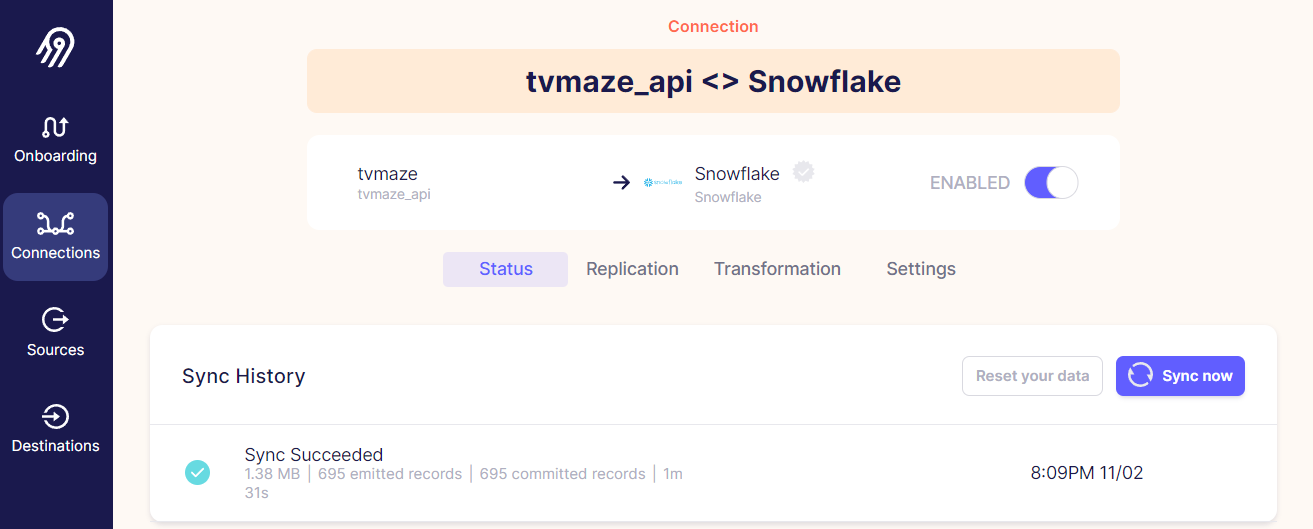 Connection
tvmaze_api <> Snowflake
Onboarding
Connections
Sources
Destinations
tvmaze
tvmaze_api
snowflake
Snowflake
Snowflake
ENABLED
Status
Replication
Transformation
Settings
Sync History
Reset your data
Sync now
Sync Succeeded
1.38 MB | 695 emitted records | 695 committed records | 1m
31s
8:09PM 11/02